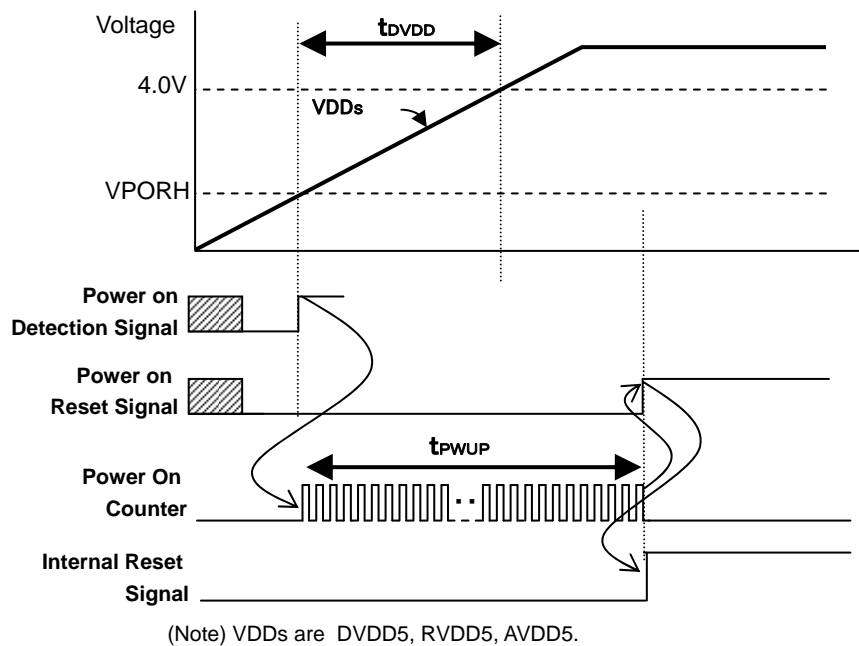 Voltage
tDVDD
4.0V
VDDs
VPORH
Power on
Detection Signal
Power on
Reset Signal
tPWUP
Power On
Counter
Internal Reset
Signal
(Note) VDDs are DVDD5, RVDD5, AVDD5.